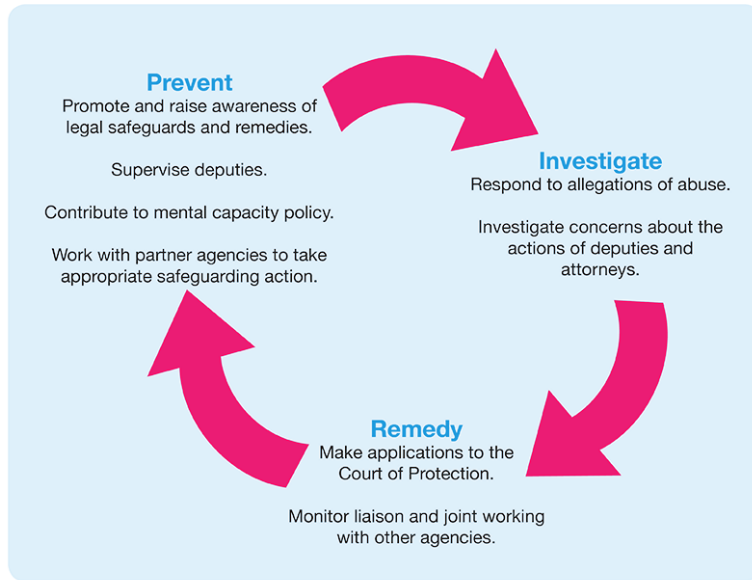 Prevent
Promote and raise awareness of
legal safeguards and remedies.
Supervise deputies.
Contribute to mental capacity policy.
Work with partner agencies to take
appropriate safeguarding action.
Investigate
Respond to allegations of abuse.
Investigate concerns about the
actions of deputies and
attorneys.
Remedy
Make applications to the
Court of Protection.
Monitor liaison and joint working
with other agencies.